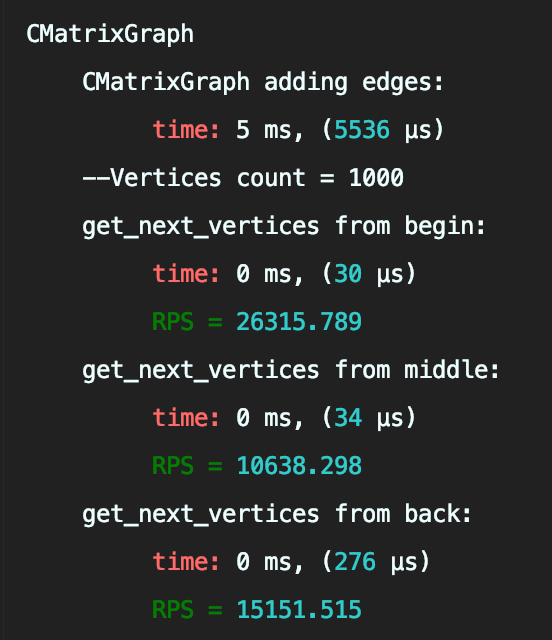 CMatrixGraph
CMatrixGraph adding edges:
time: 5 ms, (5536 µs)
––Vertices count = 1000
get_next_vertices from begin:
time: 0 ms, (30 µs)
RPS = 26315.789
get_next_vertices from middle:
time: 0 ms, (34 µs)
RPS = 10638.298
get_next_vertices from back:
time: 0 ms, (276 µs)
RPS = 15151.515